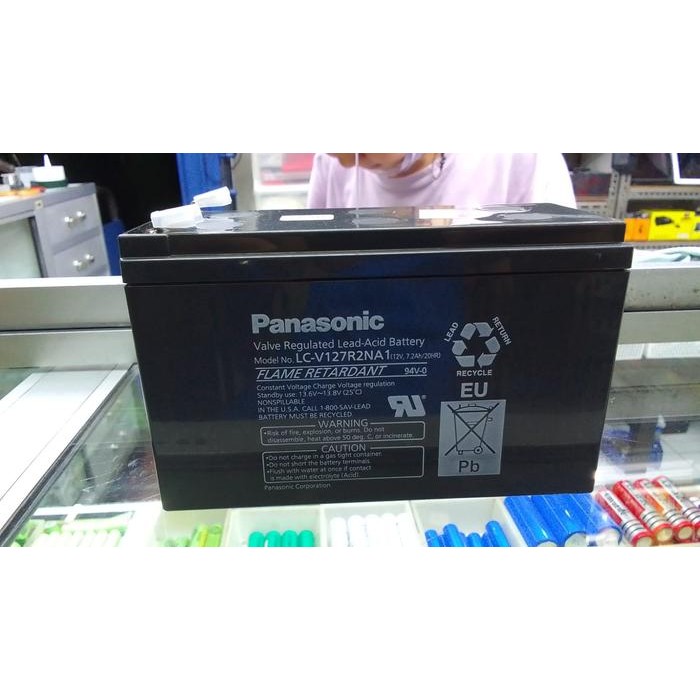 Panasonic
Valve Regulated Lead-Acid Battery
Model No. LC-V127R2NA1 (12V, 7.2Ah/20HR)
FLAME RETARDANT 94V-0
Constant Voltage Charge Voltage regulation
Standby use: 13.6V~13.8V (25°C)
NONSPILLABLE
IN THE U.S.A. CALL 1-800-SAV-LEAD
BATTERY MUST BE RECYCLED
WARNING
•Risk of fire, explosion, or burns. Do not
disassemble, heat above 50 deg. C, or incinerate.
CAUTION
•Do not charge in a gas tight container.
•Do not short the battery terminals.
•Flush with water at once if contact
is made with electrolyte (Acid).
Panasonic Corporation
LEAD
RETURN
RECYCLE
EU
Pb